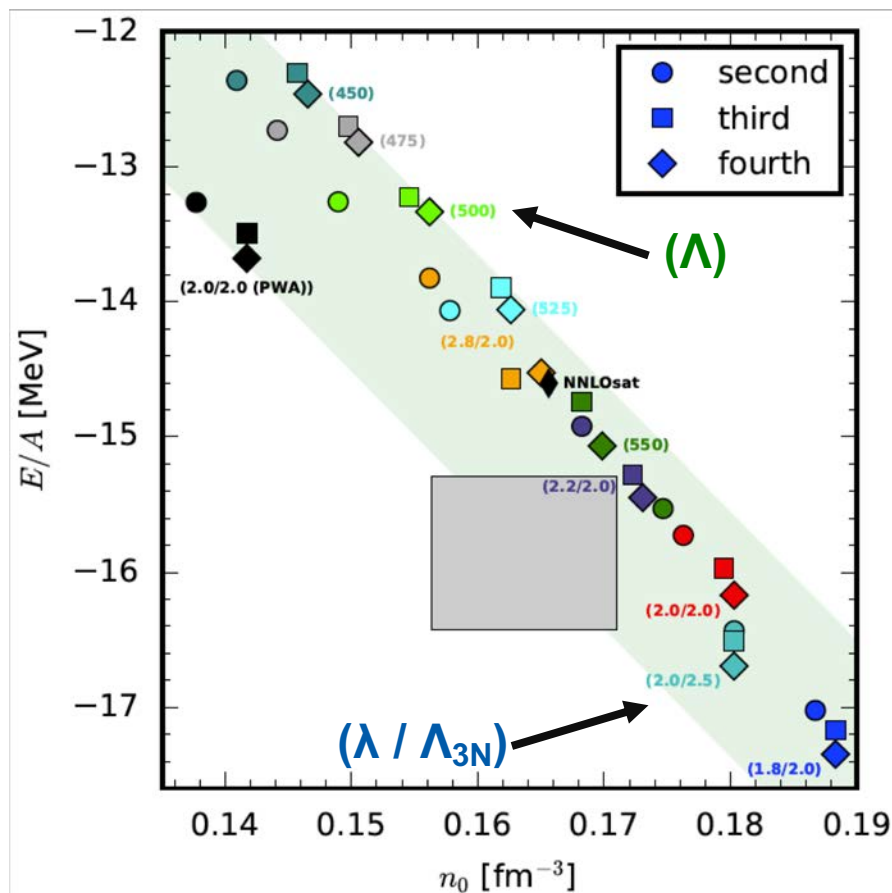 −12
−13
−14
−15
−16
−17
E/A [MeV]
second
third
fourth
(450)
(475)
(500)
(Λ)
(2.0/2.0 (PWA))
(525)
(2.8/2.0)
NNLOsat
(550)
(2.2/2.0)
(2.0/2.0)
(2.0/2.5)
(λ / Λ₃N)
(1.8/2.0)
0.14 0.15 0.16 0.17 0.18 0.19
n₀ [fm⁻³]